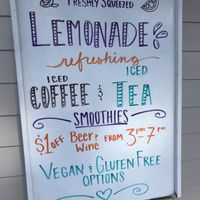 FRESHLY SQUEEZED
LEMONADE
refreshing
ICED ICED
COFFEE & TEA
SMOOTHIES
$1 OFF BEER & WINE FROM 3PM-7PM
VEGAN & GLUTEN FREE
OPTIONS